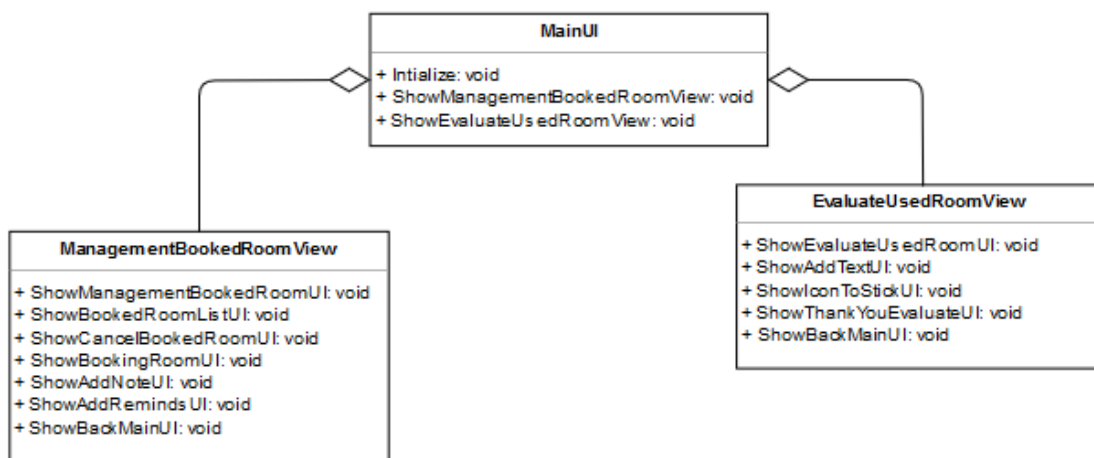 MainUI
+ Intialize: void
+ ShowManagementBookedRoomView: void
+ ShowEvaluateUsedRoomView: void
ManagementBookedRoomView
+ ShowManagementBookedRoomUI: void
+ ShowBookedRoomListUI: void
+ ShowCancelBookedRoomUI: void
+ ShowBookingRoomUI: void
+ ShowAddNoteUI: void
+ ShowAddRemindsUI: void
+ ShowBackMainUI: void
EvaluateUsedRoomView
+ ShowEvaluateUsedRoomUI: void
+ ShowAddTextUI: void
+ ShowIconToStickUI: void
+ ShowThankYouEvaluateUI: void
+ ShowBackMainUI: void